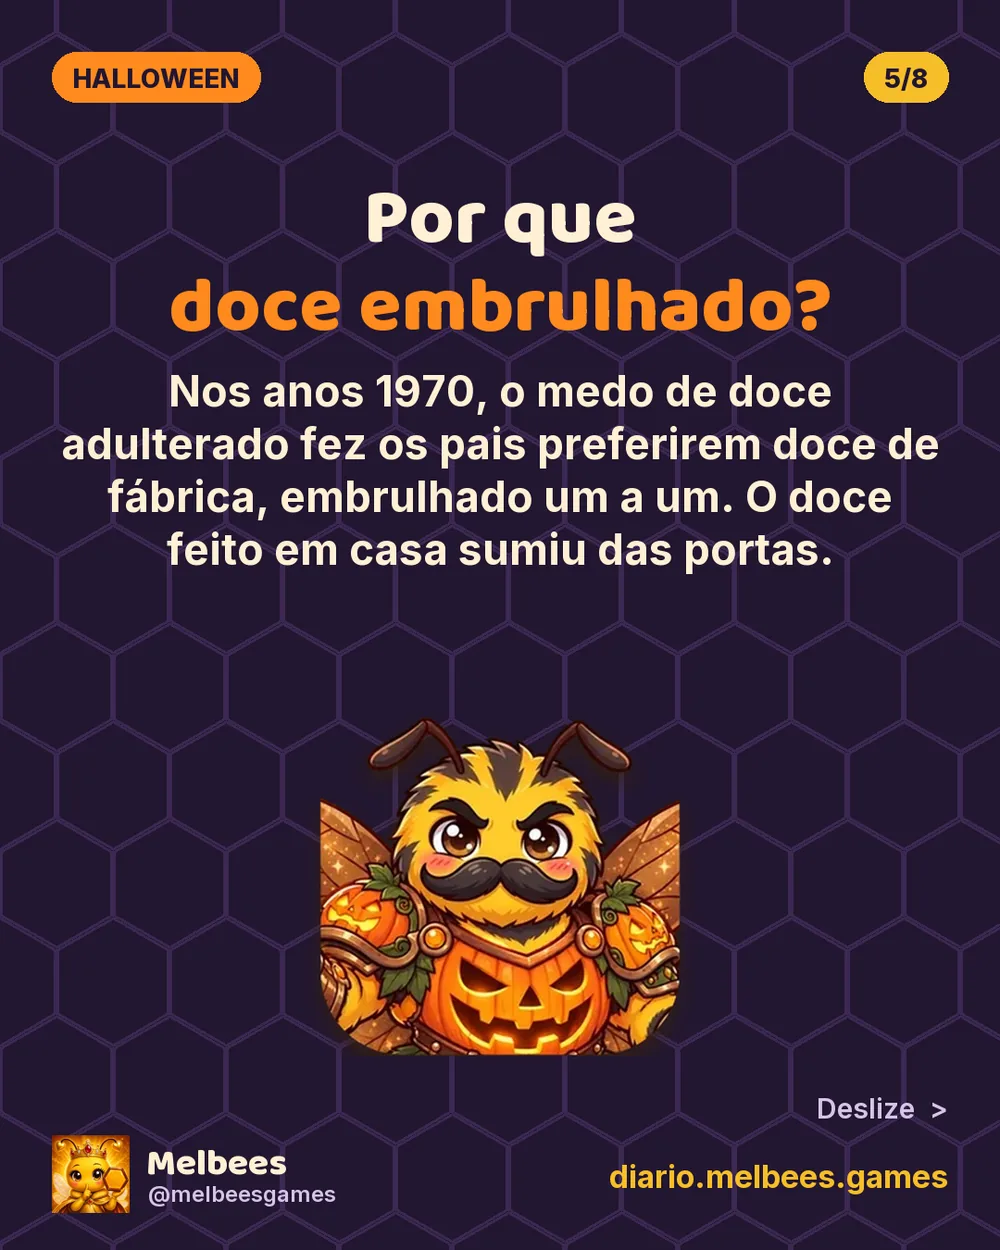 HALLOWEEN
5/8
Por que
doce embrulhado?
Nos anos 1970, o medo de doce
adulterado fez os pais preferirem doce de
fábrica, embrulhado um a um. O doce
feito em casa sumiu das portas.
Deslize >
Melbees
@melbeesgames
diario.melbees.games